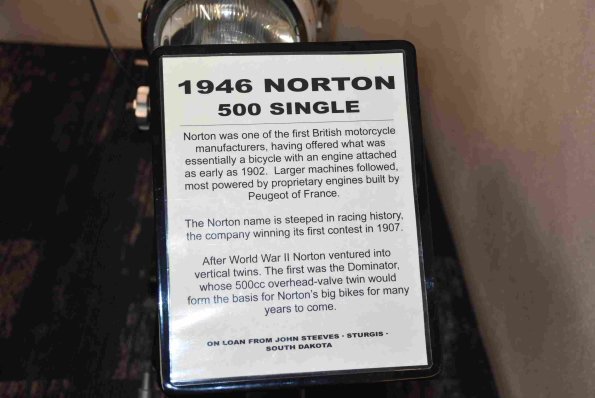 1946 NORTON
500 SINGLE
Norton was one of the first British motorcycle
manufacturers, having offered what was
essentially a bicycle with an engine attached
as early as 1902. Larger machines followed,
most powered by proprietary engines built by
Peugeot of France.
The Norton name is steeped in racing history,
the company winning its first contest in 1907.
After World War II Norton ventured into
vertical twins. The first was the Dominator,
whose 500cc overhead-valve twin would
form the basis for Norton's big bikes for many
years to come.
ON LOAN FROM JOHN STEEVES - STURGIS -
SOUTH DAKOTA